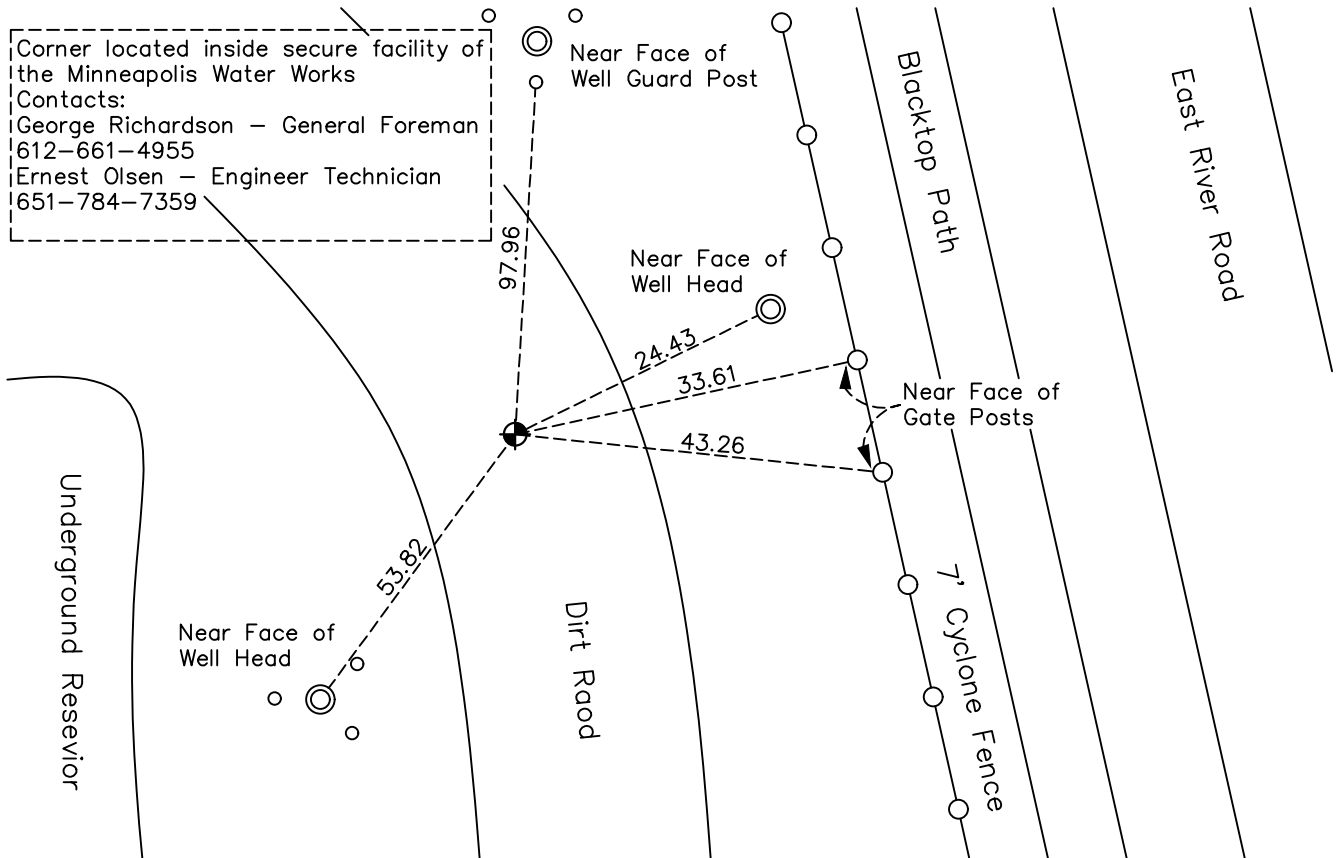 Corner located inside secure facility of
the Minneapolis Water Works
Contacts:
George Richardson – General Foreman
612–661–4955
Ernest Olsen – Engineer Technician
651–784–7359
Near Face of
Well Guard Post
Blacktop Path
East River Road
97.96
Near Face of
Well Head
24.43
33.61
Near Face of
Gate Posts
43.26
Underground Resevior
53.82
7' Cyclone Fence
Dirt Raod
Near Face of
Well Head